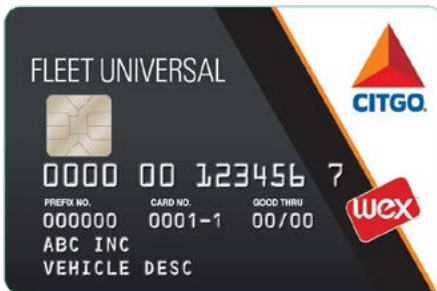 FLEET UNIVERSAL
CITGO
0000 00 123456 7
PREFIX NO. CARD NO. GOOD THRU
000000 0001-1 00/00
wex
ABC INC
VEHICLE DESC